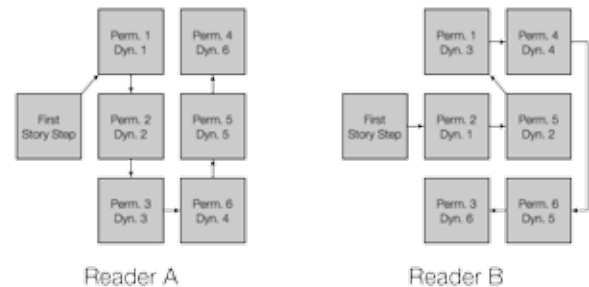 Perm. 1
Dyn. 1
Perm. 4
Dyn. 6
First
Story Step
Perm. 2
Dyn. 2
Perm. 5
Dyn. 5
Perm. 3
Dyn. 3
Perm. 6
Dyn. 4
Reader A
Perm. 1
Dyn. 3
Perm. 4
Dyn. 4
First
Story Step
Perm. 2
Dyn. 1
Perm. 5
Dyn. 2
Perm. 3
Dyn. 6
Perm. 6
Dyn. 5
Reader B